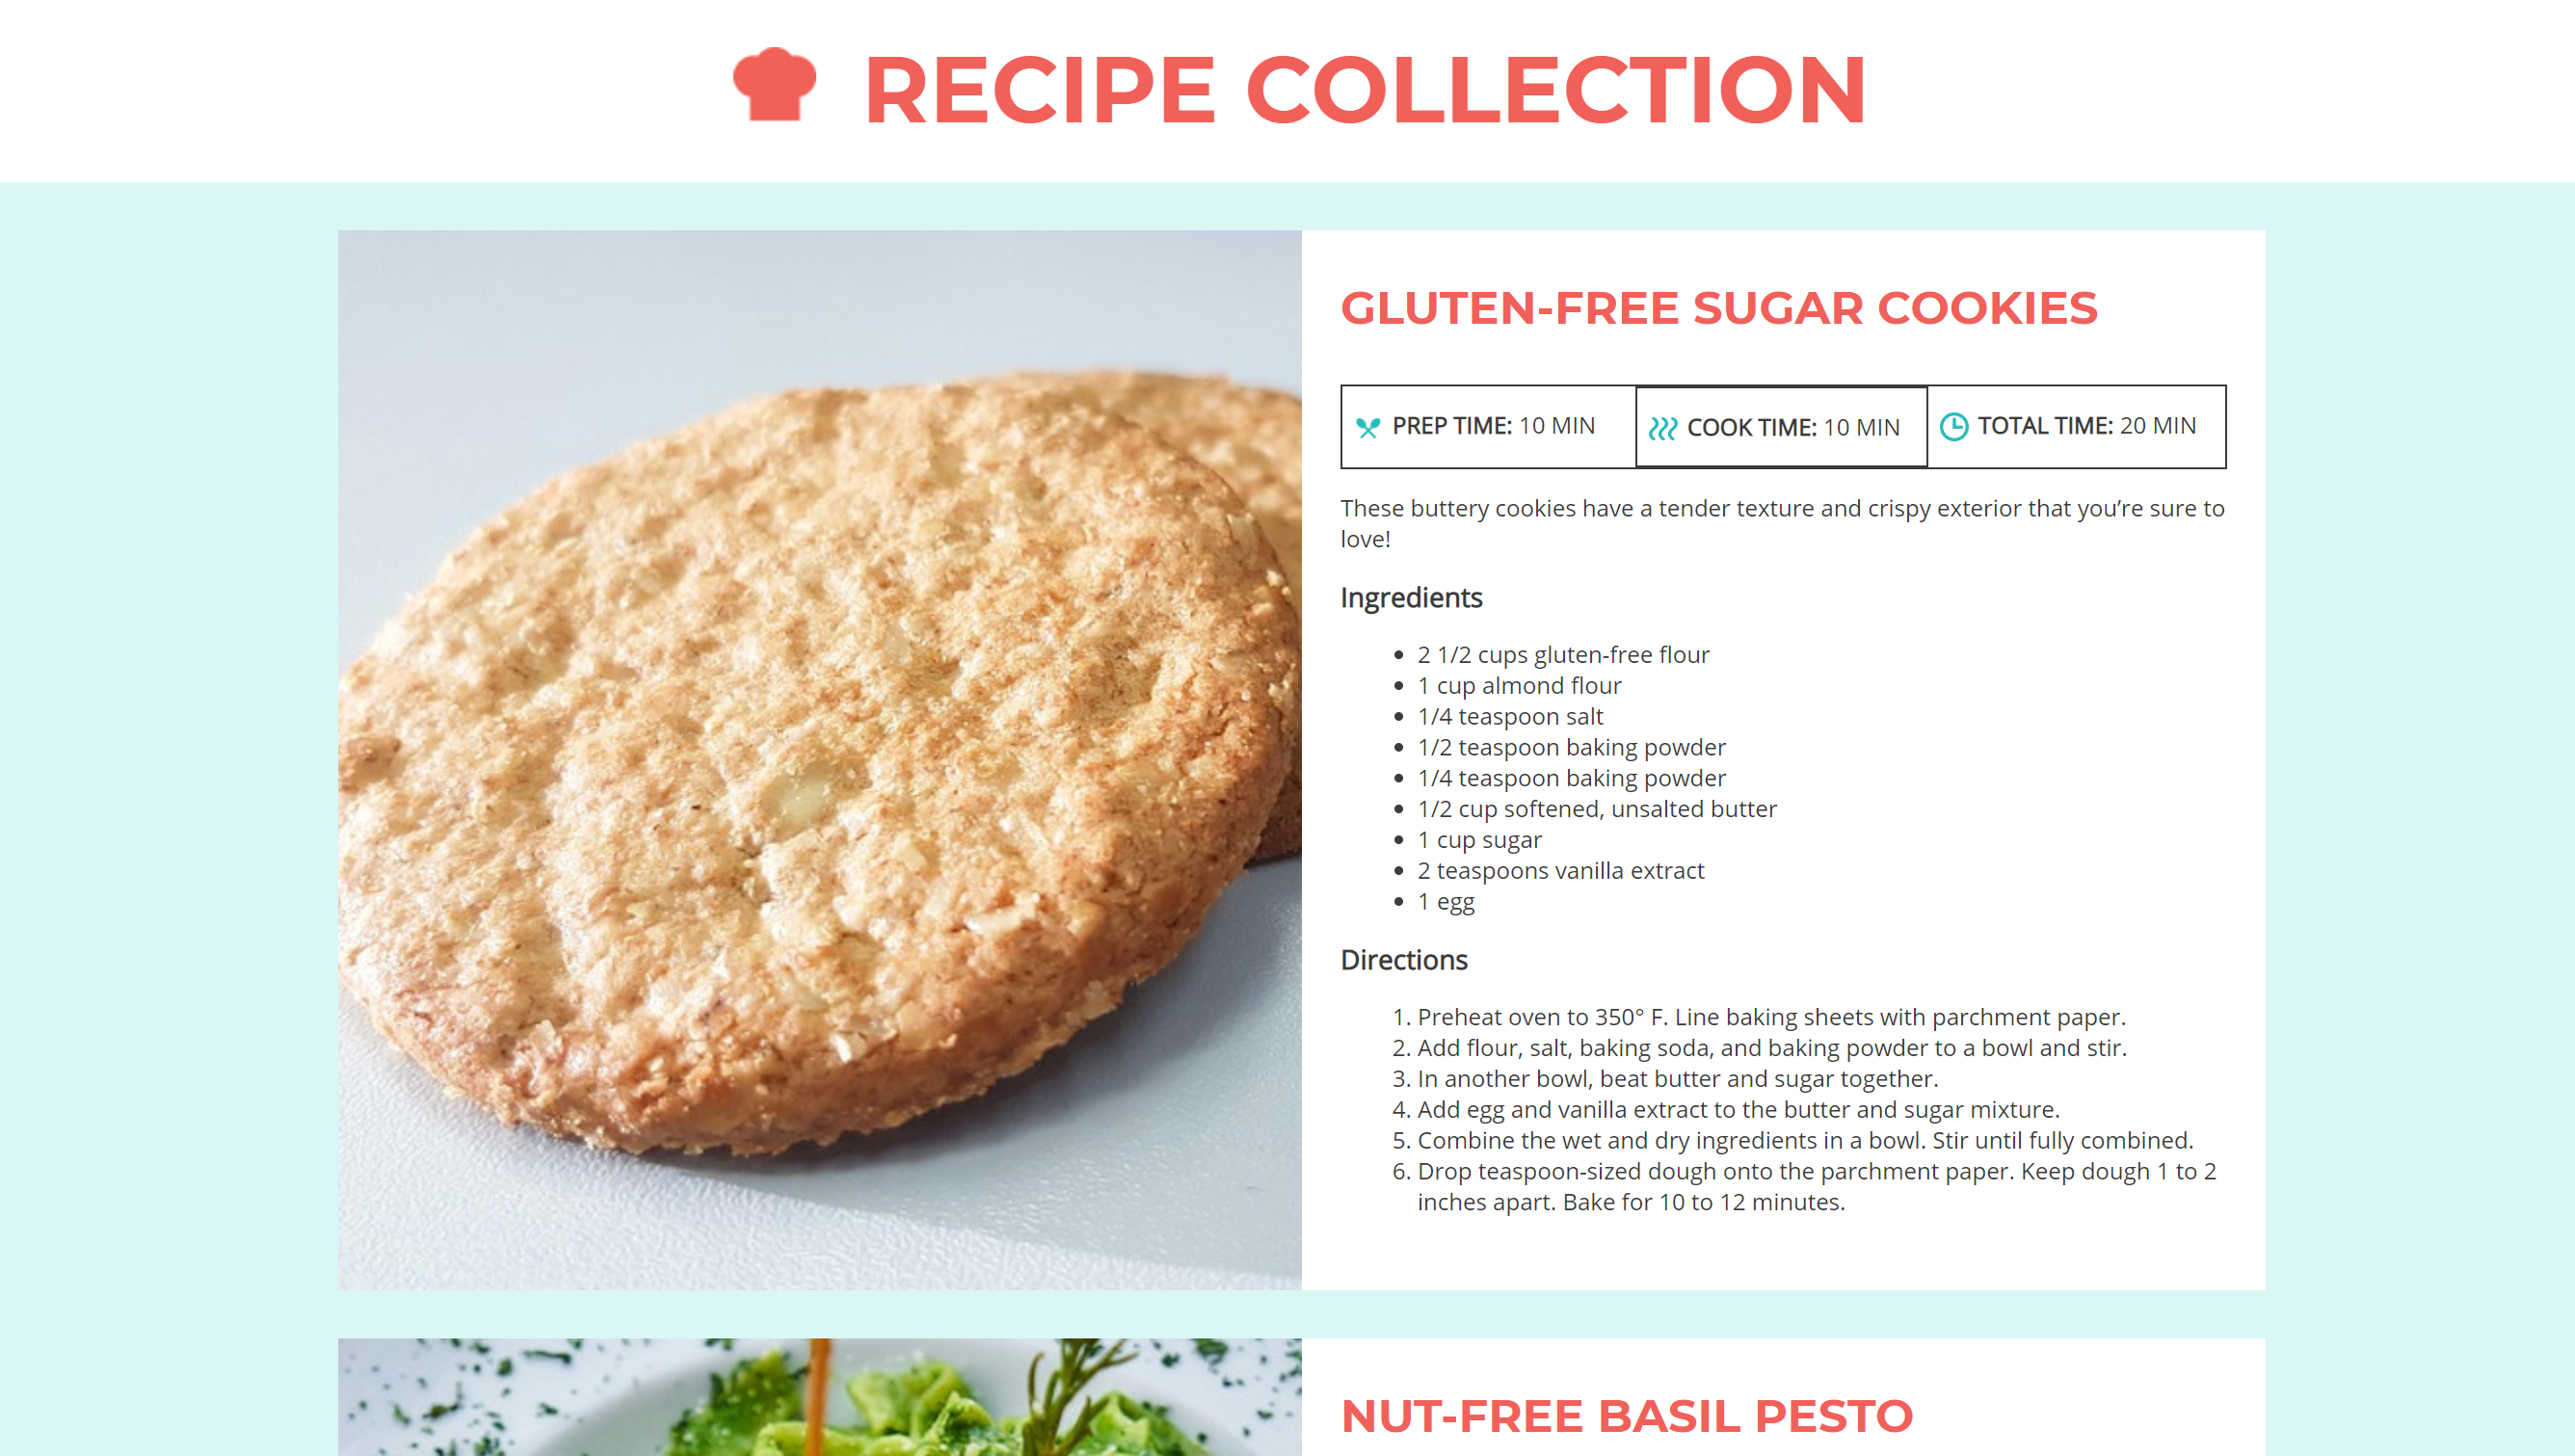 RECIPE COLLECTION
GLUTEN-FREE SUGAR COOKIES
PREP TIME: 10 MIN
COOK TIME: 10 MIN
TOTAL TIME: 20 MIN
These buttery cookies have a tender texture and crispy exterior that you’re sure to
love!
Ingredients
• 2 1/2 cups gluten-free flour
• 1 cup almond flour
• 1/4 teaspoon salt
• 1/2 teaspoon baking powder
• 1/4 teaspoon baking powder
• 1/2 cup softened, unsalted butter
• 1 cup sugar
• 2 teaspoons vanilla extract
• 1 egg
Directions
1. Preheat oven to 350° F. Line baking sheets with parchment paper.
2. Add flour, salt, baking soda, and baking powder to a bowl and stir.
3. In another bowl, beat butter and sugar together.
4. Add egg and vanilla extract to the butter and sugar mixture.
5. Combine the wet and dry ingredients in a bowl. Stir until fully combined.
6. Drop teaspoon-sized dough onto the parchment paper. Keep dough 1 to 2
inches apart. Bake for 10 to 12 minutes.
NUT-FREE BASIL PESTO